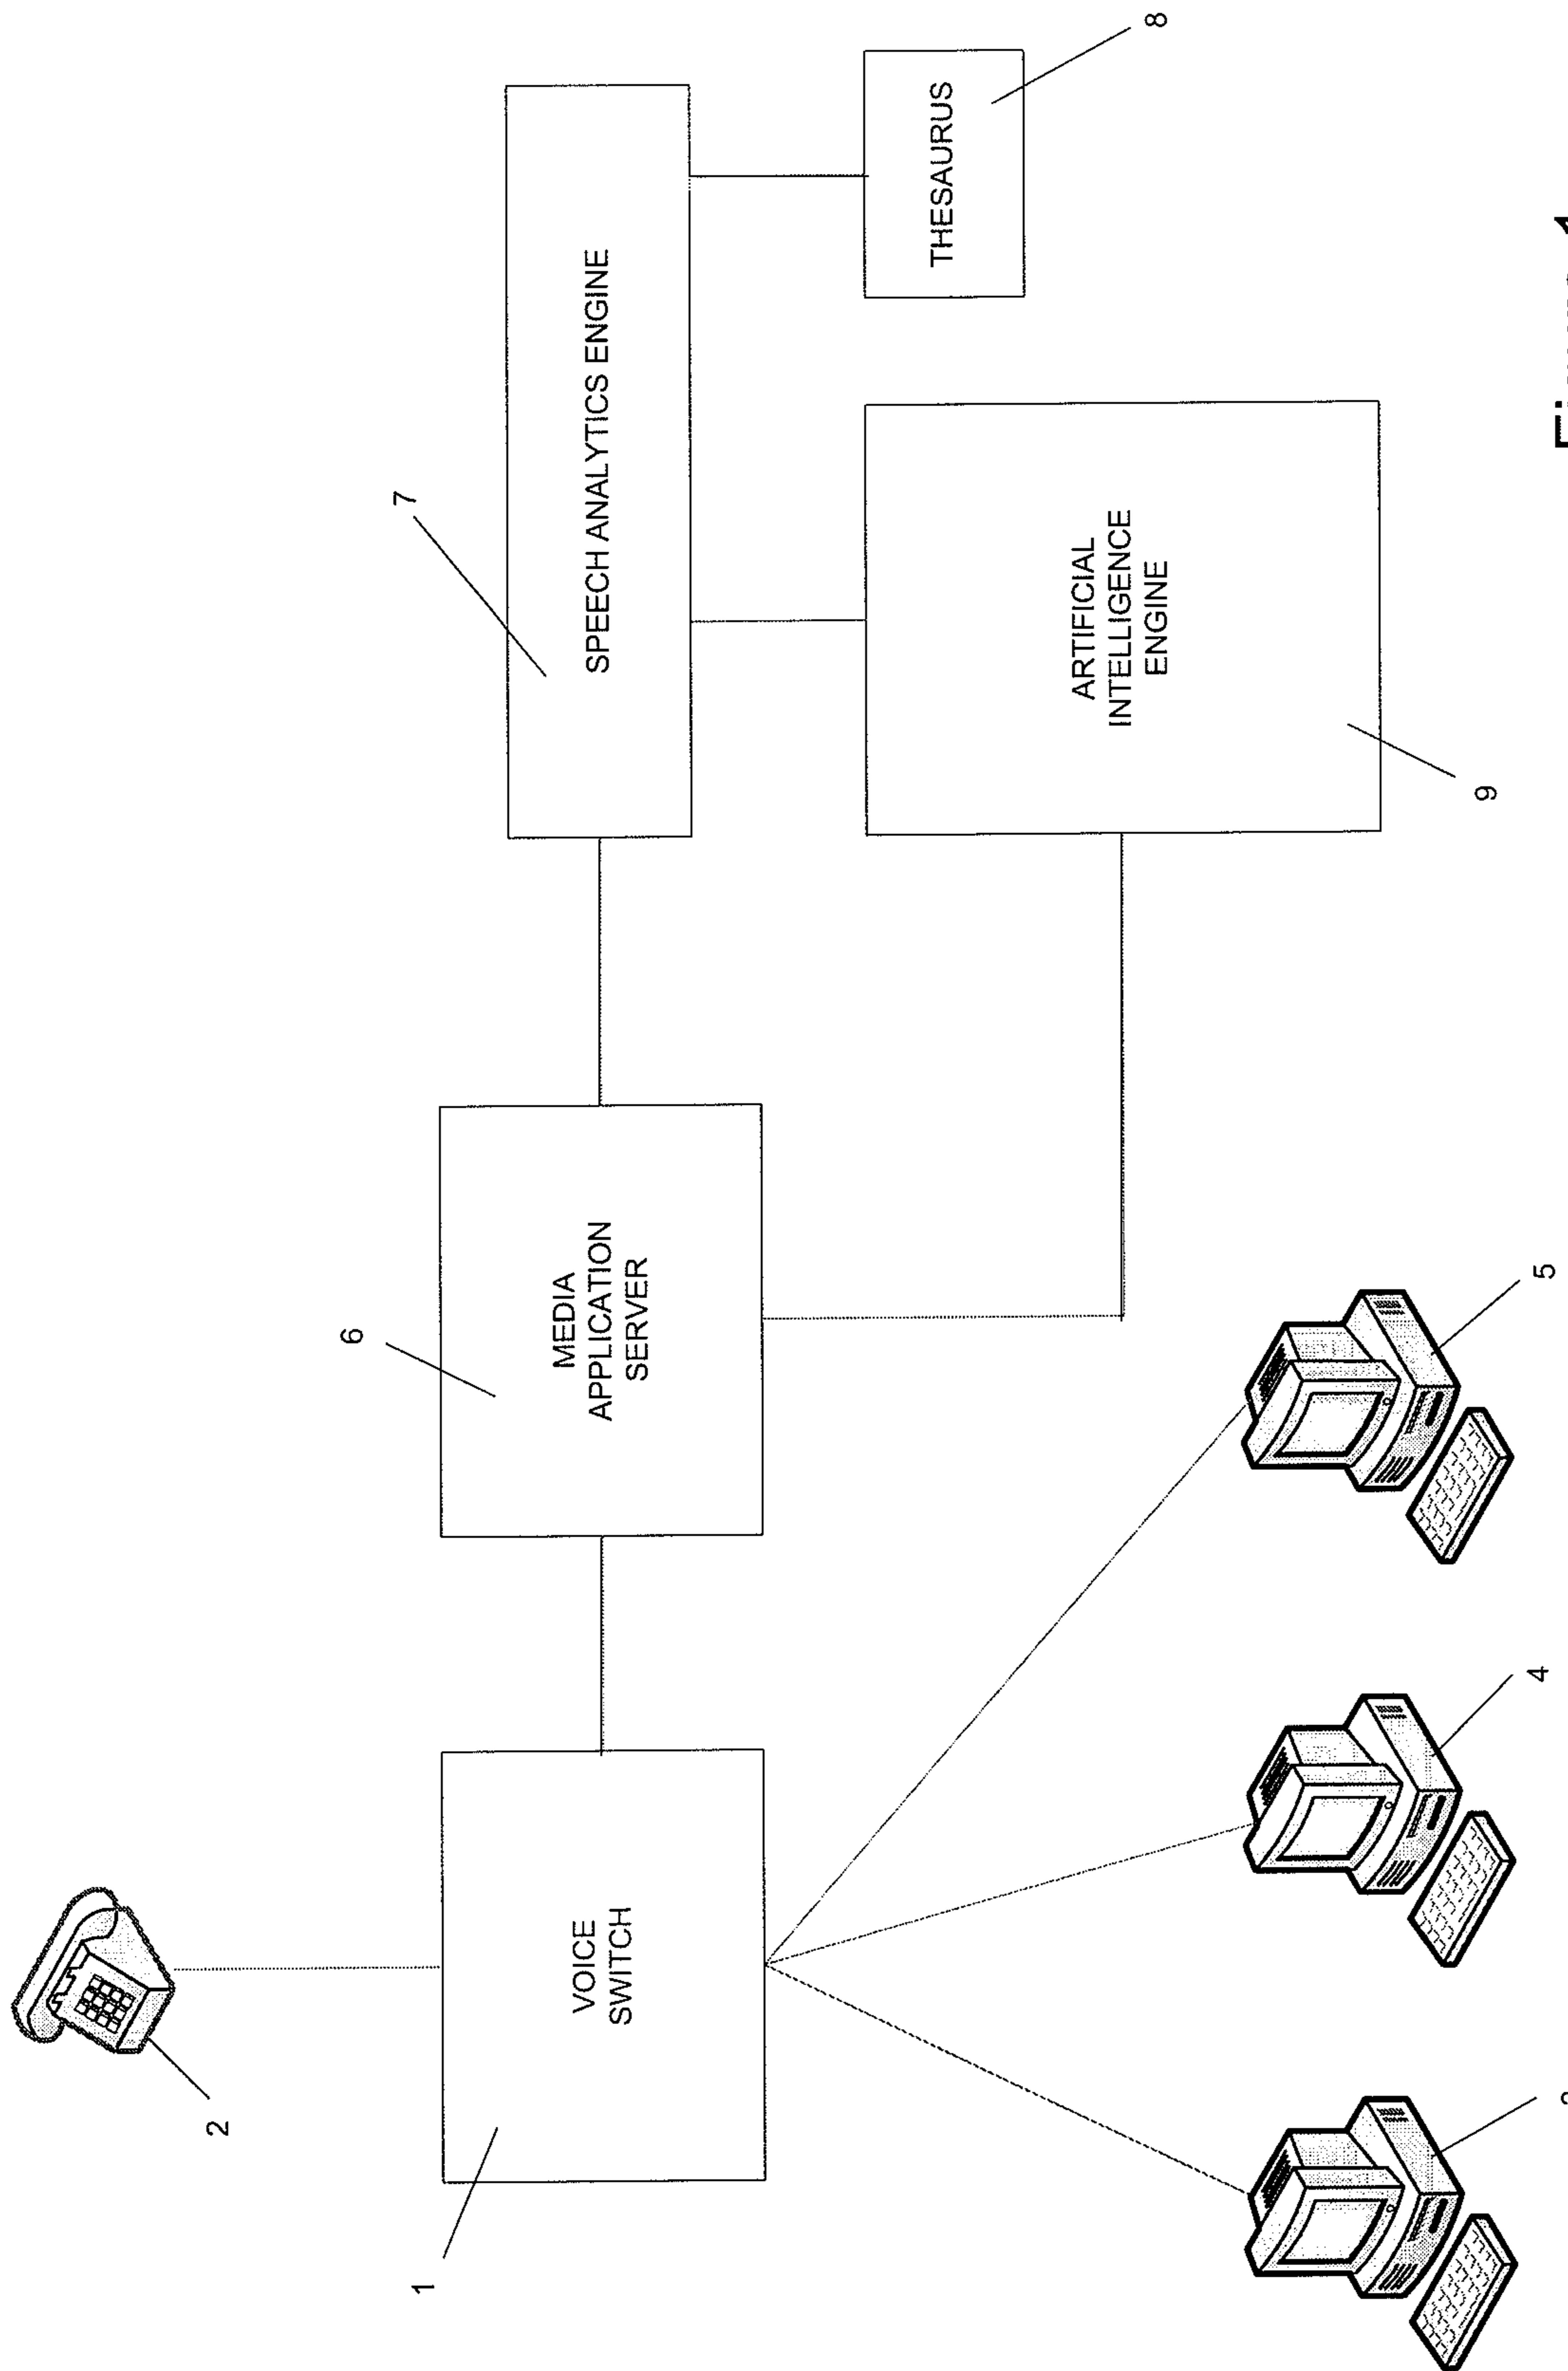 2
1
VOICE
SWITCH
6
MEDIA
APPLICATION
SERVER
7
SPEECH ANALYTICS ENGINE
THESAURUS
8
ARTIFICIAL
INTELLIGENCE
ENGINE
9
4
5